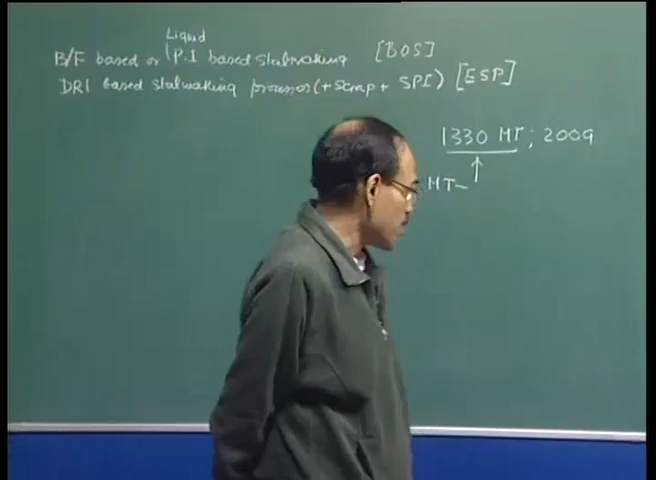 Liquid
B/F based or P.I based Steelmaking [BOS]
DRI based Steelmaking processes (+ Scrap + SPI) [ESP]
1330 MT ; 2009
MT